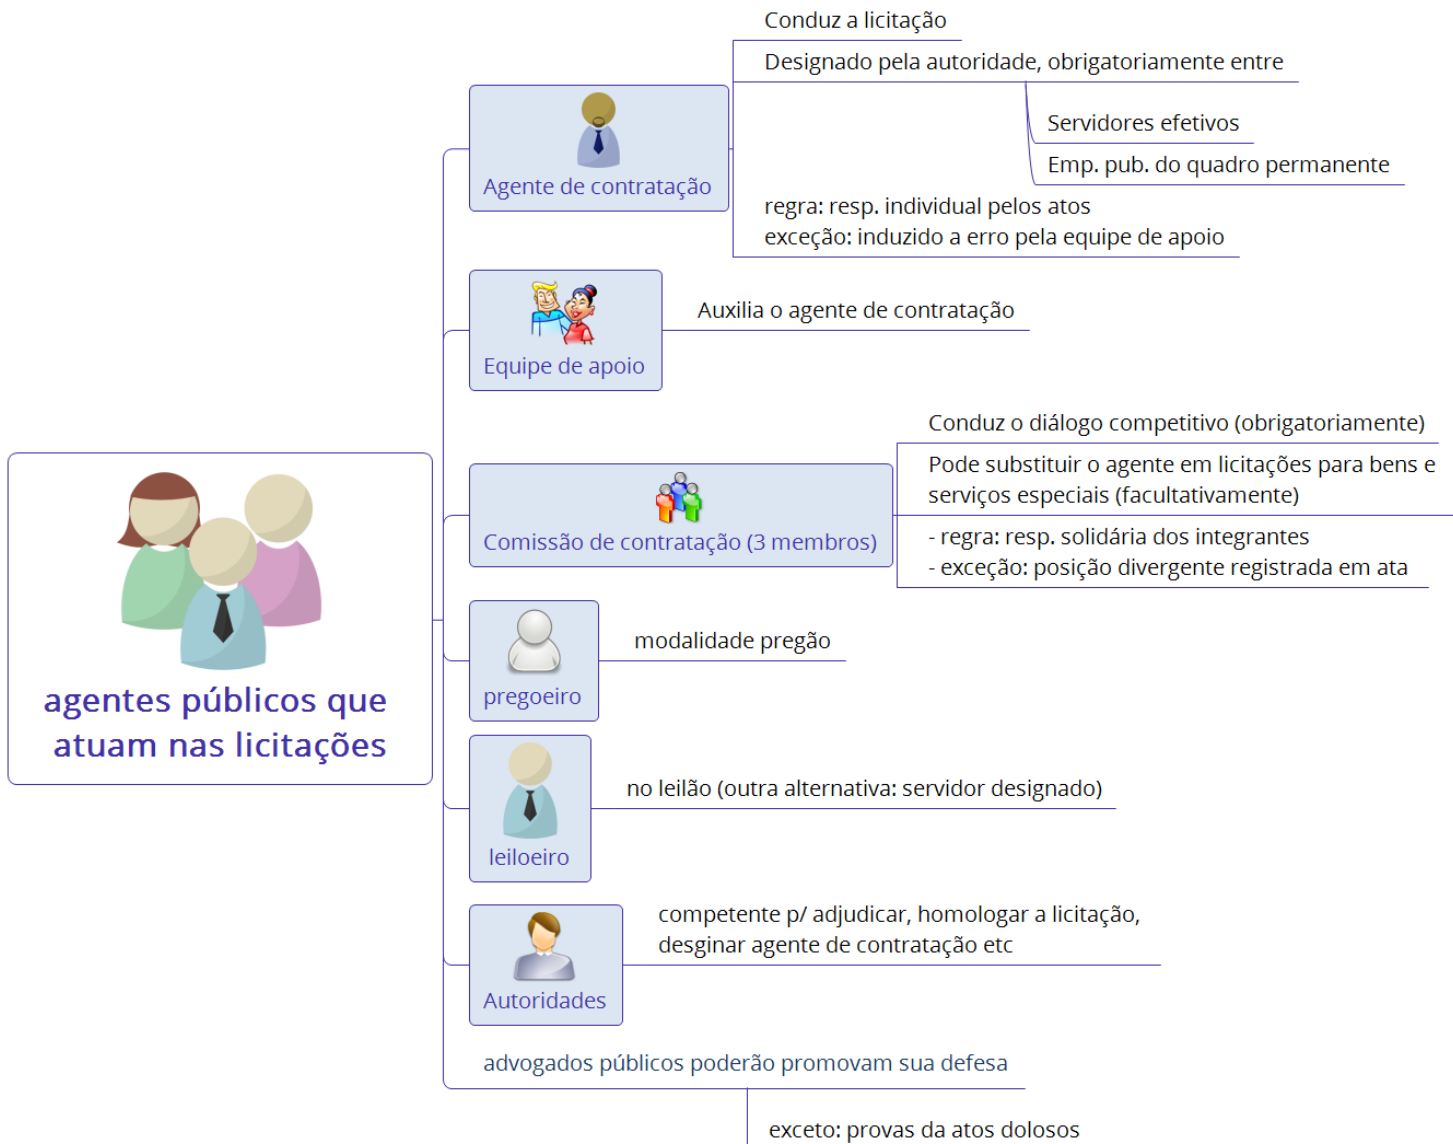 agentes públicos que
atuam nas licitações
Agente de contratação
Conduz a licitação
Designado pela autoridade, obrigatoriamente entre
Servidores efetivos
Emp. pub. do quadro permanente
regra: resp. individual pelos atos
exceção: induzido a erro pela equipe de apoio
Equipe de apoio
Auxilia o agente de contratação
Comissão de contratação (3 membros)
Conduz o diálogo competitivo (obrigatoriamente)
Pode substituir o agente em licitações para bens e
serviços especiais (facultativamente)
- regra: resp. solidária dos integrantes
- exceção: posição divergente registrada em ata
pregoeiro
modalidade pregão
leiloeiro
no leilão (outra alternativa: servidor designado)
Autoridades
competente p/ adjudicar, homologar a licitação,
desginar agente de contratação etc
advogados públicos poderão promovam sua defesa
exceto: provas da atos dolosos